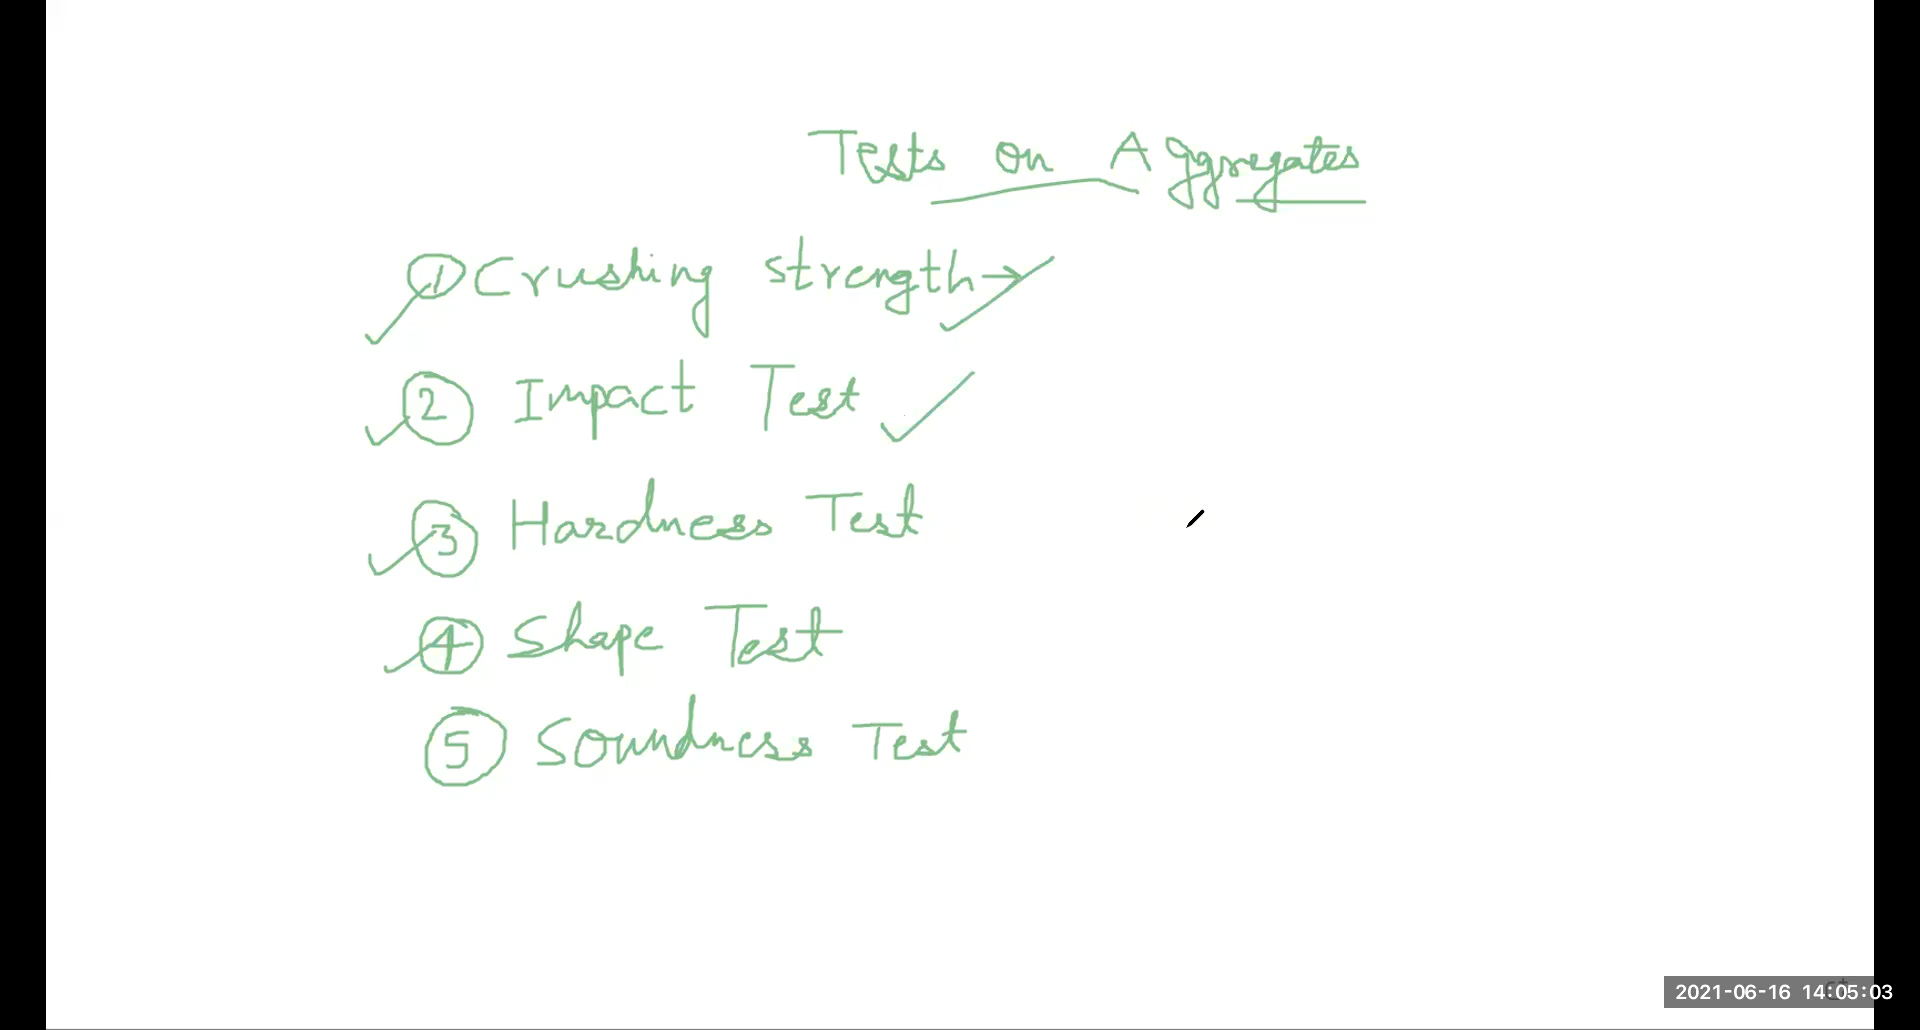 Tests on Aggregates
① Crushing strength →
② Impact Test
③ Hardness Test
④ Shape Test
⑤ Soundness Test
2021-06-16 14:05:03